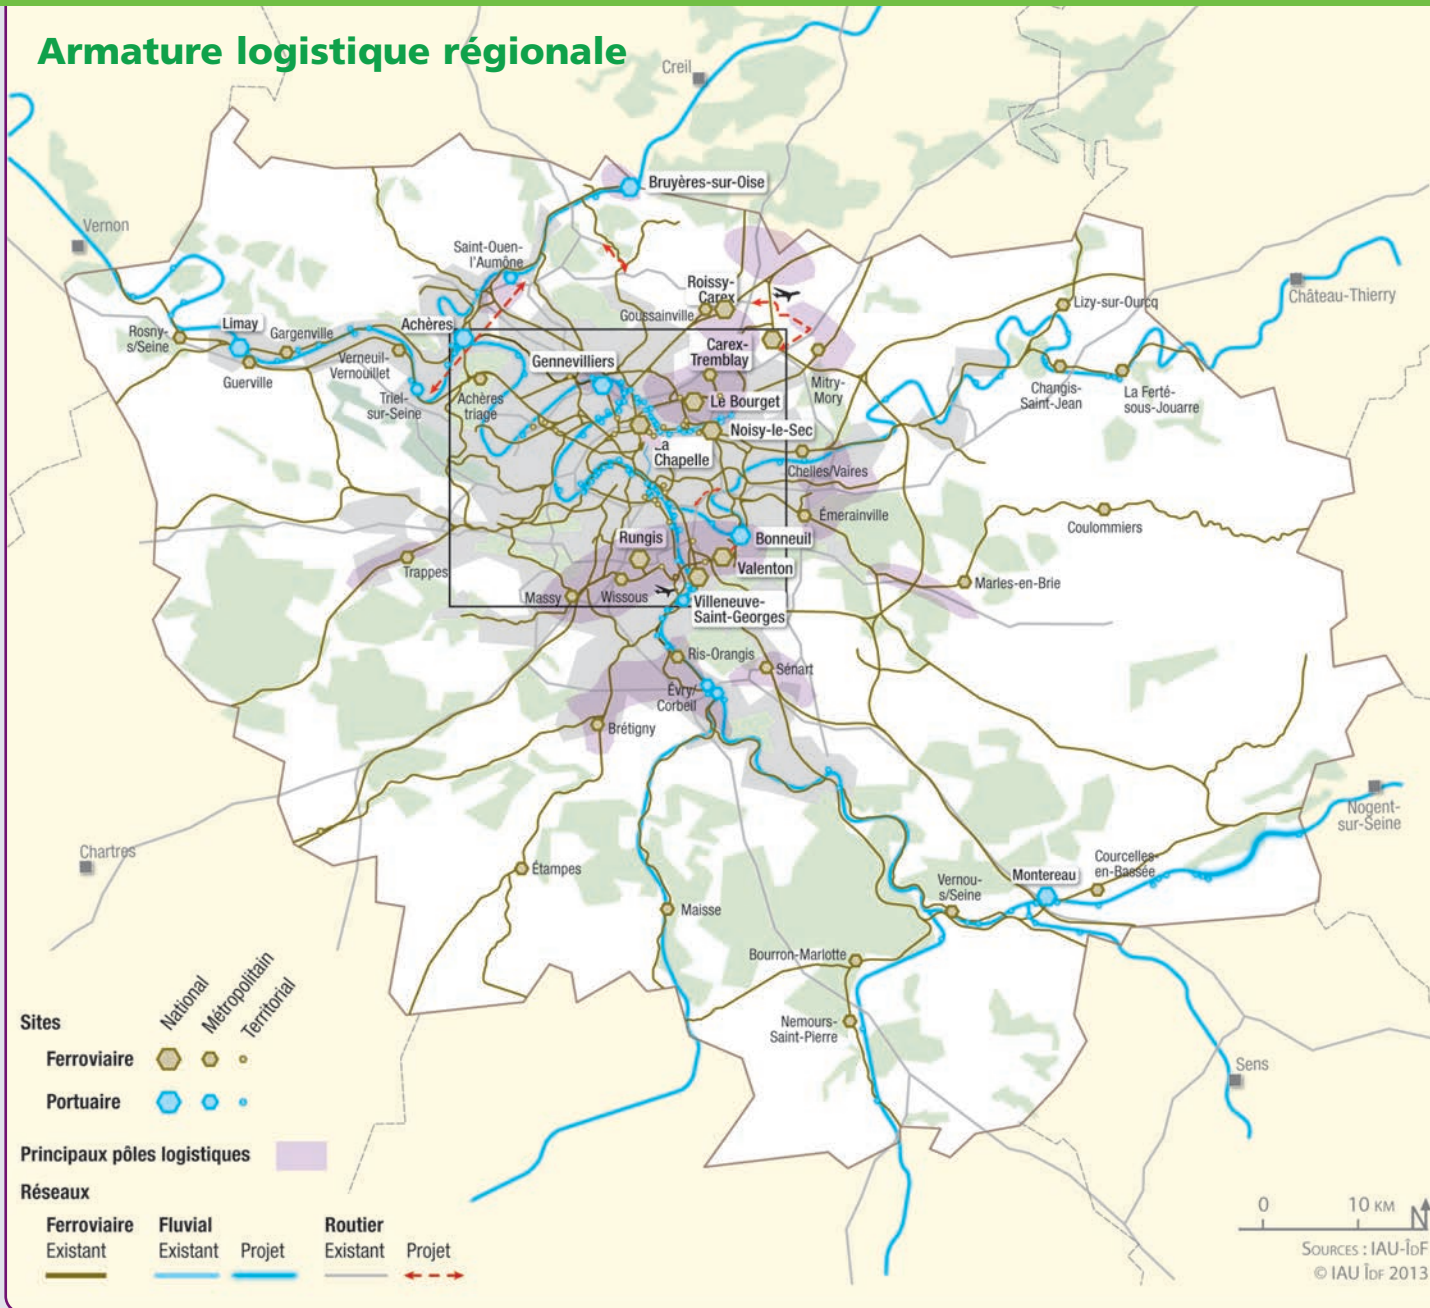 Armature logistique régionale
Creil
Bruyères-sur-Oise
Vernon
Saint-Ouen-
l'Aumône
Roissy-
Carex
Goussainville
Château-Thierry
Lizy-sur-Ourcq
Rosny-
s/Seine
Limay
Gargenville
Achères
Guerville
Verneuil-
Vernouillet
Triel-
sur-Seine
Achères
triage
Gennevilliers
Carex-
Tremblay
Mitry-
Mory
Changis-
Saint-Jean
La Ferté-
sous-Jouarre
Le Bourget
Noisy-le-Sec
La
Chapelle
Chelles/Vaires
Émerainville
Coulommiers
Rungis
Bonneuil
Valenton
Trappes
Massy
Wissous
Villeneuve-
Saint-Georges
Marles-en-Brie
Ris-Orangis
Sénart
Évry/
Corbeil
Brétigny
Nogent-
sur-Seine
Chartres
Étampes
Maisse
Vernou-
s/Seine
Montereau
Courcelles-
en-Bassée
Bourron-Marlotte
Nemours-
Saint-Pierre
Sens
Sites
National
Métropolitain
Territorial
Ferroviaire
Portuaire
Principaux pôles logistiques
Réseaux
Ferroviaire Fluvial Routier
Existant Existant Projet Existant Projet
0 10 KM
N
SOURCES : IAU-ÎDF
© IAU ÎDF 2013